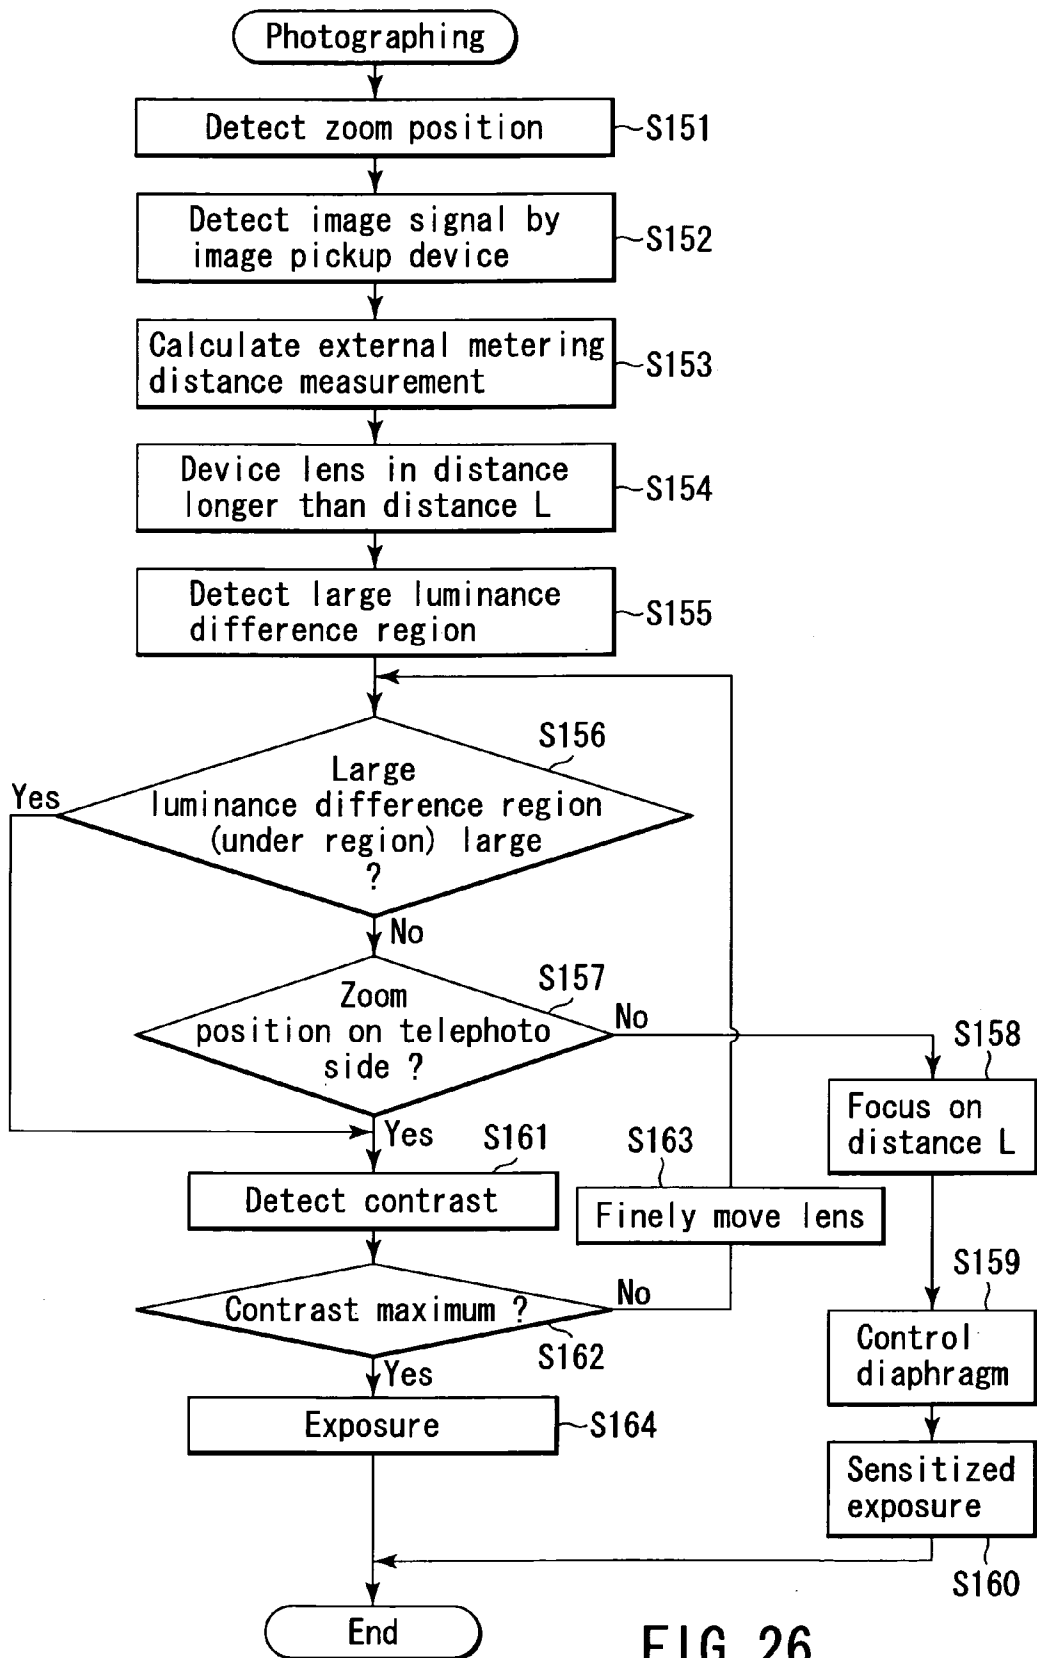 Photographing
Detect zoom position
S151
Detect image signal by
image pickup device
S152
Calculate external metering
distance measurement
S153
Device lens in distance
longer than distance L
S154
Detect large luminance
difference region
S155
S156
Large
luminance difference region
(under region) large
?
Yes
No
S157
Zoom
position on telephoto
side ?
No
Yes
S158
Focus on
distance L
S161
Detect contrast
S163
Finely move lens
S159
Control
diaphragm
Contrast maximum ?
No
S162
Yes
Exposure
S164
Sensitized
exposure
S160
End
FIG. 26